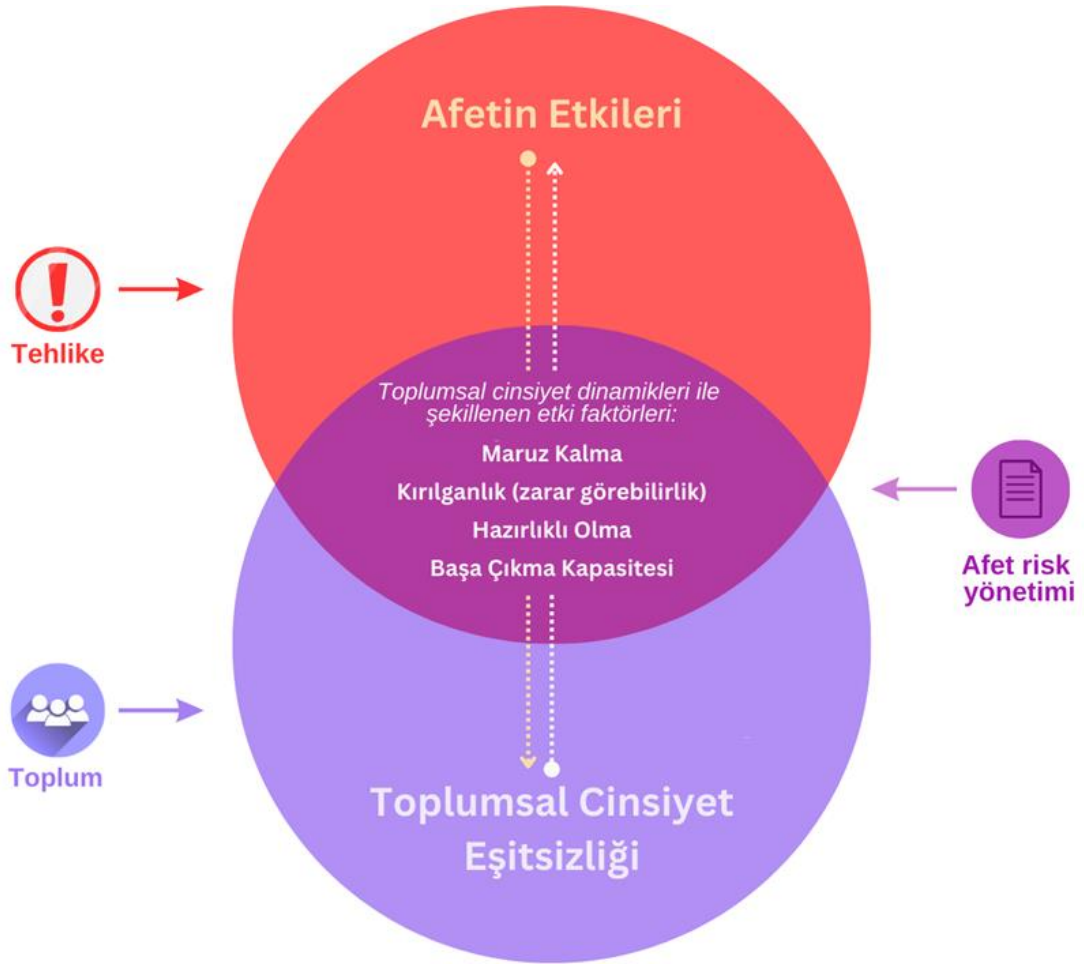 Afetin Etkileri
Tehlike
Toplumsal cinsiyet dinamikleri ile
şekillenen etki faktörleri:
Maruz Kalma
Kırılganlık (zarar görebilirlik)
Hazırlıklı Olma
Başa Çıkma Kapasitesi
Afet risk
yönetimi
Toplum
Toplumsal Cinsiyet
Eşitsizliği